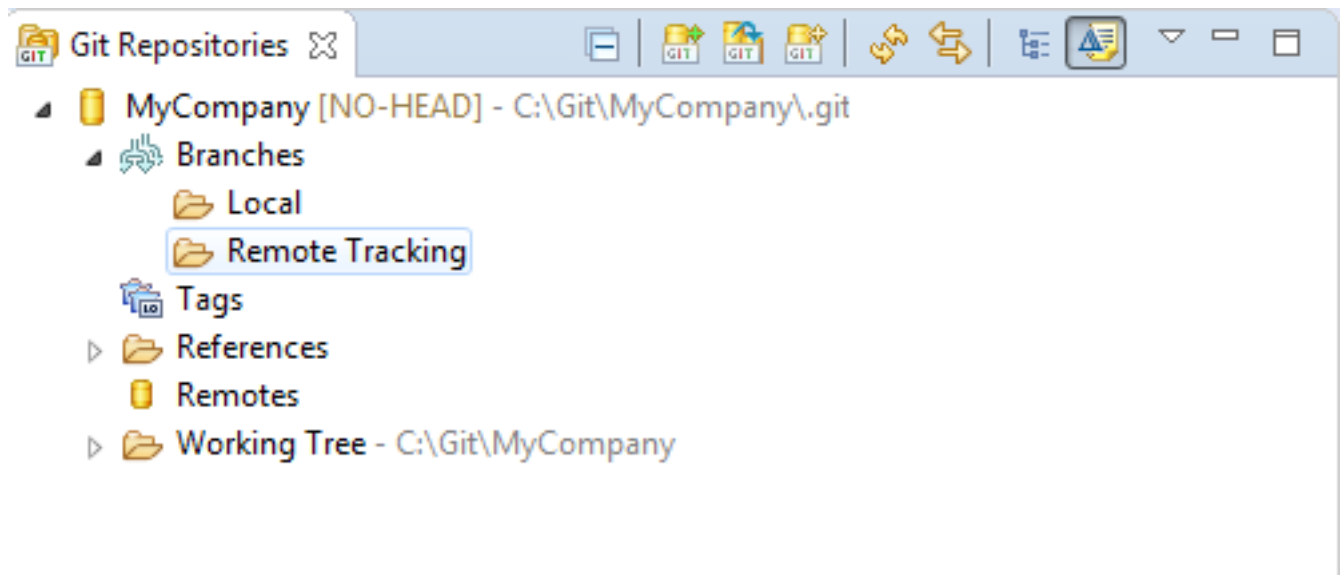 Git Repositories
MyCompany [NO-HEAD] - C:\Git\MyCompany\.git
Branches
Local
Remote Tracking
Tags
References
Remotes
Working Tree - C:\Git\MyCompany